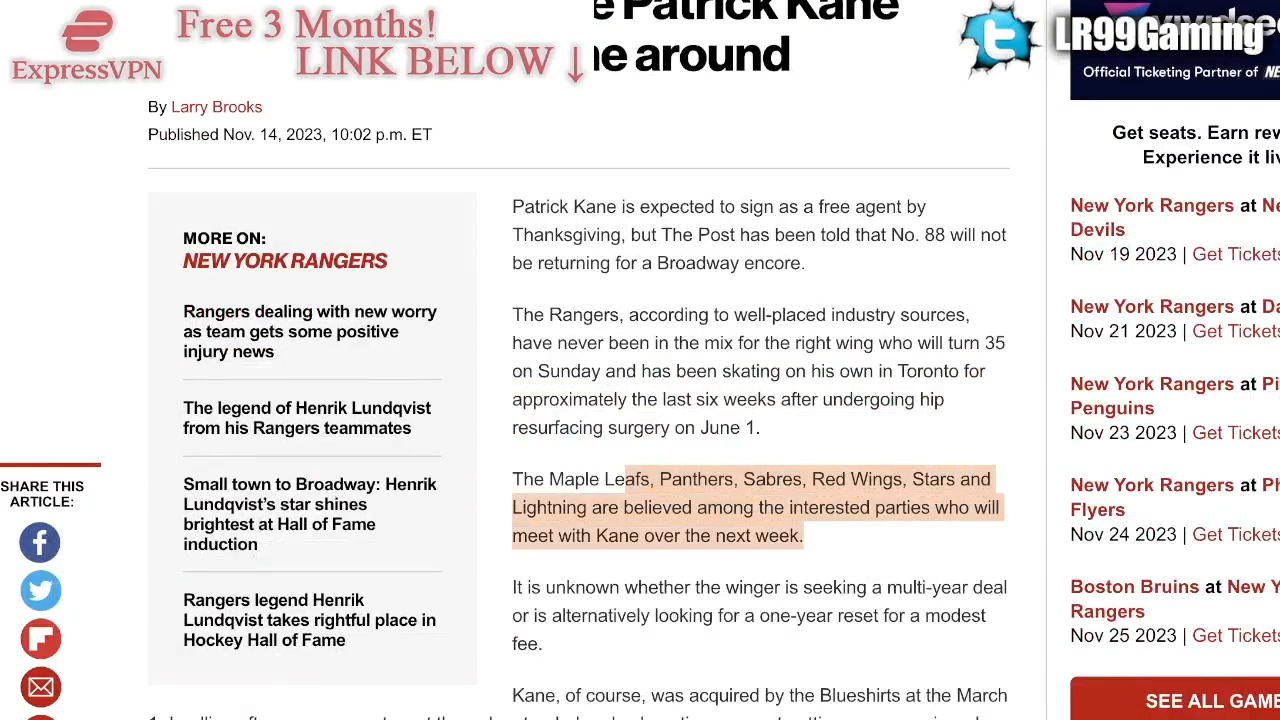 Free 3 Months!
LINK BELOW ↓
ExpressVPN
Patrick Kane
around
LR99Gaming
Official Ticketing Partner of
By Larry Brooks
Published Nov. 14, 2023, 10:02 p.m. ET
MORE ON:
NEW YORK RANGERS
Rangers dealing with new worry
as team gets some positive
injury news
The legend of Henrik Lundqvist
from his Rangers teammates
Small town to Broadway: Henrik
Lundqvist's star shines
brightest at Hall of Fame
induction
Rangers legend Henrik
Lundqvist takes rightful place in
Hockey Hall of Fame
SHARE THIS
ARTICLE:
Patrick Kane is expected to sign as a free agent by
Thanksgiving, but The Post has been told that No. 88 will not
be returning for a Broadway encore.
The Rangers, according to well-placed industry sources,
have never been in the mix for the right wing who will turn 35
on Sunday and has been skating on his own in Toronto for
approximately the last six weeks after undergoing hip
resurfacing surgery on June 1.
The Maple Leafs, Panthers, Sabres, Red Wings, Stars and
Lightning are believed among the interested parties who will
meet with Kane over the next week.
It is unknown whether the winger is seeking a multi-year deal
or is alternatively looking for a one-year reset for a modest
fee.
Kane, of course, was acquired by the Blueshirts at the March
Get seats. Earn rew
Experience it liv
New York Rangers at Ne
Devils
Nov 19 2023 | Get Tickets
New York Rangers at Da
Nov 21 2023 | Get Tickets
New York Rangers at Pi
Penguins
Nov 23 2023 | Get Tickets
New York Rangers at Ph
Flyers
Nov 24 2023 | Get Tickets
Boston Bruins at New Y
Rangers
Nov 25 2023 | Get Tickets
SEE ALL GAME